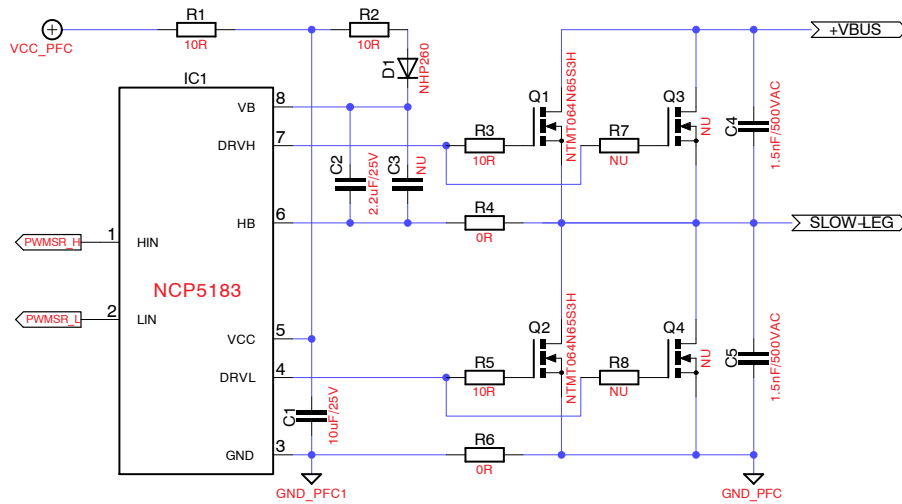 R1
10R
R2
10R
VCC_PFC
+VBUS
D1
NHP260
IC1
VB
8
DRVH
7
HB
6
HIN
1
LIN
2
VCC
5
DRVL
4
GND
3
NCP5183
PWMSR_H
PWMSR_L
C2
2.2uF/25V
C3
NU
R3
10R
Q1
NTMT064N65S3H
R7
NU
Q3
NU
C4
1.5nF/500VAC
R4
0R
SLOW-LEG
R5
10R
Q2
NTMT064N65S3H
R8
NU
Q4
NU
C5
1.5nF/500VAC
C1
10uF/25V
R6
0R
GND_PFC1
GND_PFC